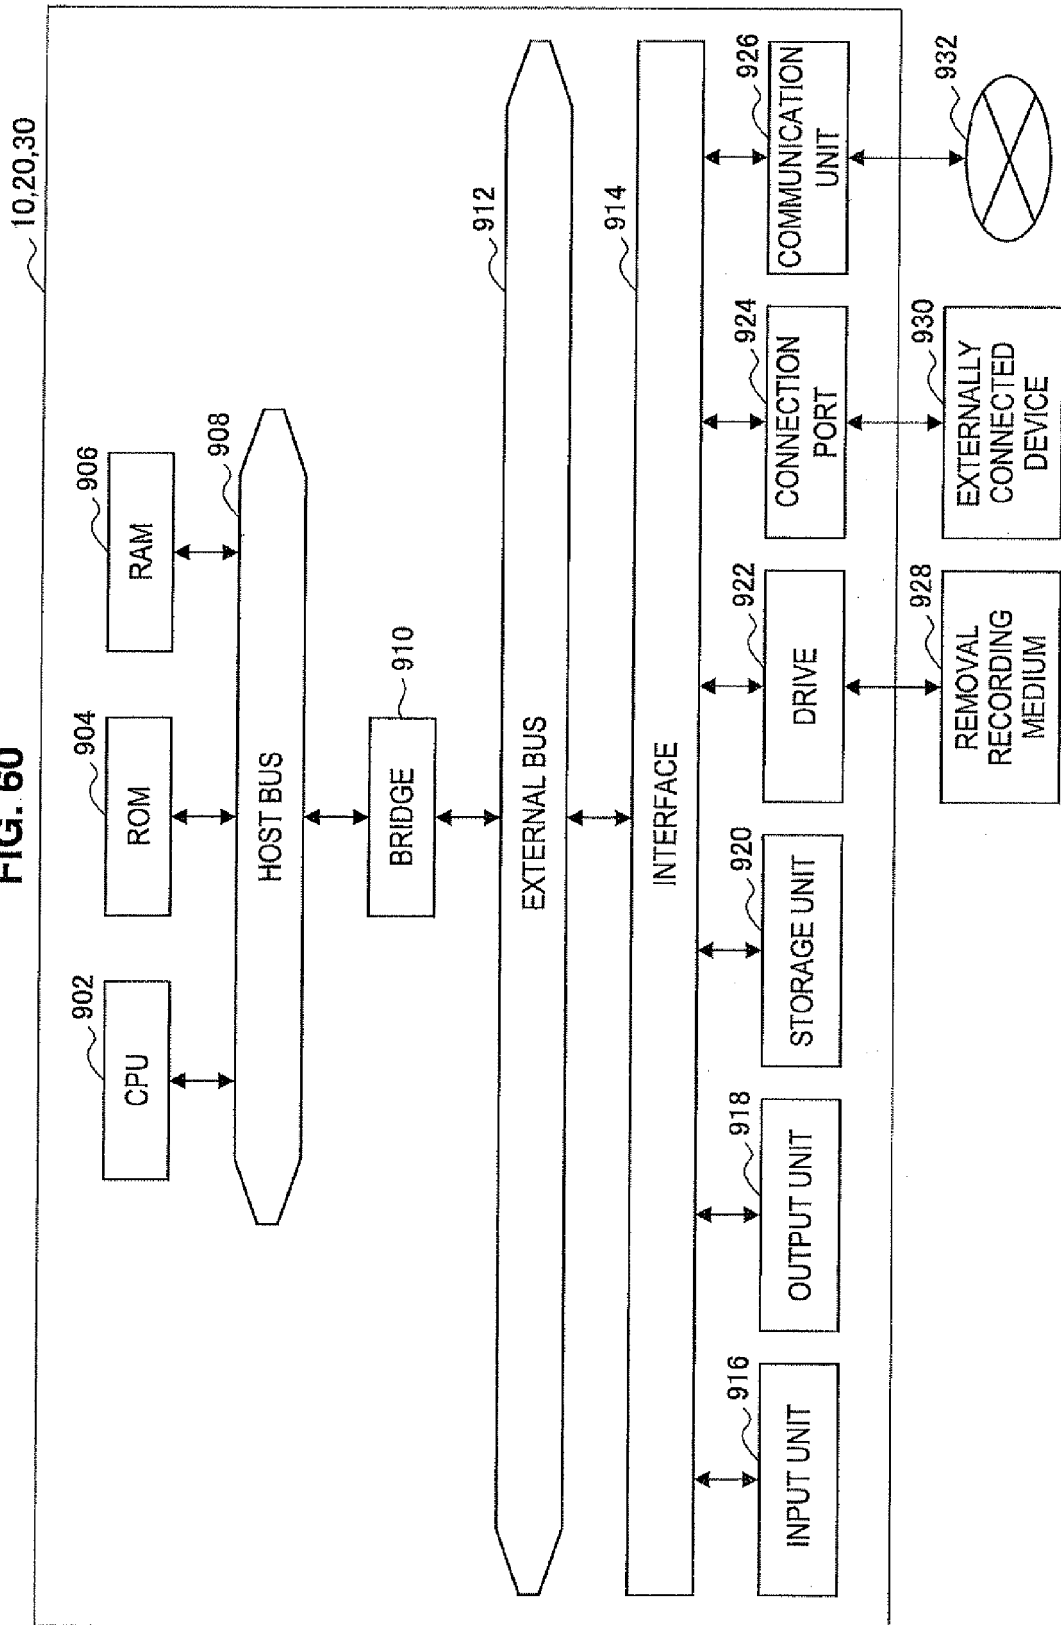 FIG. 60
10,20,30
902
904
906
CPU
ROM
RAM
908
HOST BUS
910
BRIDGE
912
EXTERNAL BUS
914
INTERFACE
916
918
920
922
924
926
INPUT UNIT
OUTPUT UNIT
STORAGE UNIT
DRIVE
CONNECTION
PORT
COMMUNICATION
UNIT
928
930
932
REMOVAL
RECORDING
MEDIUM
EXTERNALLY
CONNECTED
DEVICE